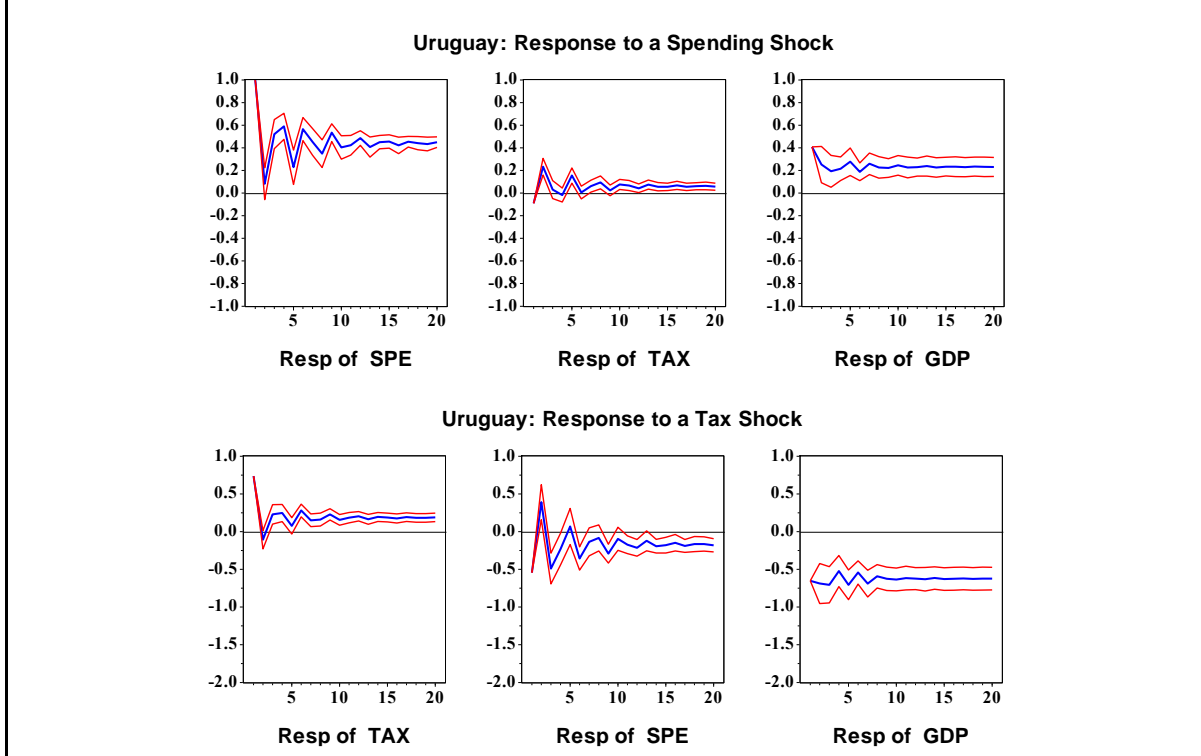 Uruguay: Response to a Spending Shock
1.0 1.0 1.0
0.8 0.8 0.8
0.6 0.6 0.6
0.4 0.4 0.4
0.2 0.2 0.2
0.0 0.0 0.0
-0.2 -0.2 -0.2
-0.4 -0.4 -0.4
-0.6 -0.6 -0.6
-0.8 -0.8 -0.8
-1.0 -1.0 -1.0
5 10 15 20 5 10 15 20 5 10 15 20
Resp of SPE Resp of TAX Resp of GDP
Uruguay: Response to a Tax Shock
1.0 1.0 1.0
0.5 0.5 0.5
0.0 0.0 0.0
-0.5 -0.5 -0.5
-1.0 -1.0 -1.0
-1.5 -1.5 -1.5
-2.0 -2.0 -2.0
5 10 15 20 5 10 15 20 5 10 15 20
Resp of TAX Resp of SPE Resp of GDP